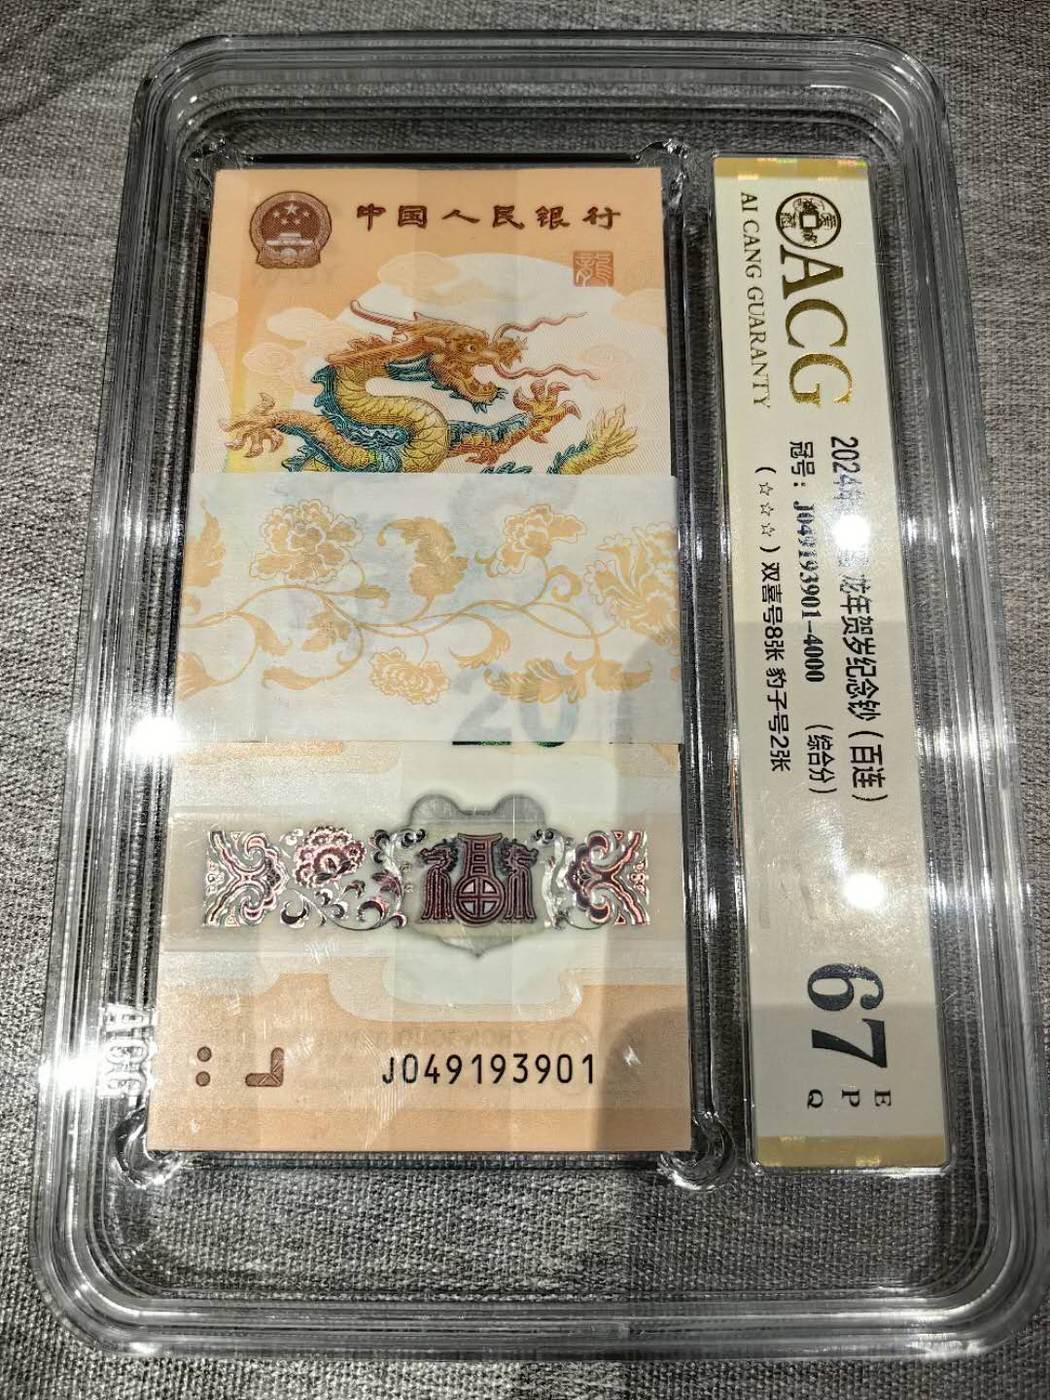 中国人民银行
龍
20
J049193901
ACG
AI CANG GUARANTY
2024年 龙年贺岁纪念钞（百连）
冠号：J049193901-4000 （综合分）
（☆☆☆）双喜号8张 豹子号2张
67
E
P
Q
ACG